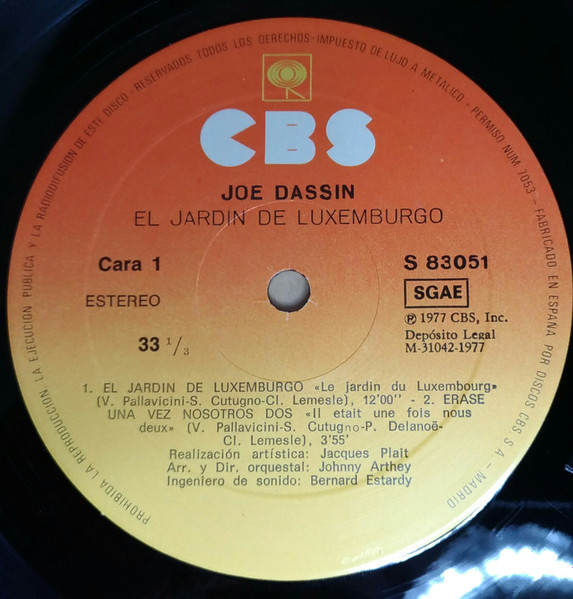 PROHIBIDA LA REPRODUCCION, LA EJECUCION PUBLICA Y LA RADIODIFUSION DE ESTE DISCO - RESERVADOS TODOS LOS DERECHOS - IMPUESTO DE LUJO A METALICO - PERMISO NUM 7053 - FABRICADO EN ESPAÑA POR DISCOS CBS S A - MADRID
CBS
JOE DASSIN
EL JARDIN DE LUXEMBURGO
Cara 1
S 83051
ESTEREO
SGAE
33 1/3
℗ 1977 CBS, Inc.
Depósito Legal
M-31042-1977
1. EL JARDIN DE LUXEMBURGO «Le jardin du Luxembourg»
(V. Pallavicini-S. Cutugno-Cl. Lemesle), 12'00'' - 2. ERASE
UNA VEZ NOSOTROS DOS «Il etait une fois nous
deux» (V. Pallavicini-S. Cutugno-P. Delanoë-
Cl. Lemesle), 3'55'
Realización artística: Jacques Plait
Arr. y Dir. orquestal: Johnny Arthey
Ingeniero de sonido: Bernard Estardy